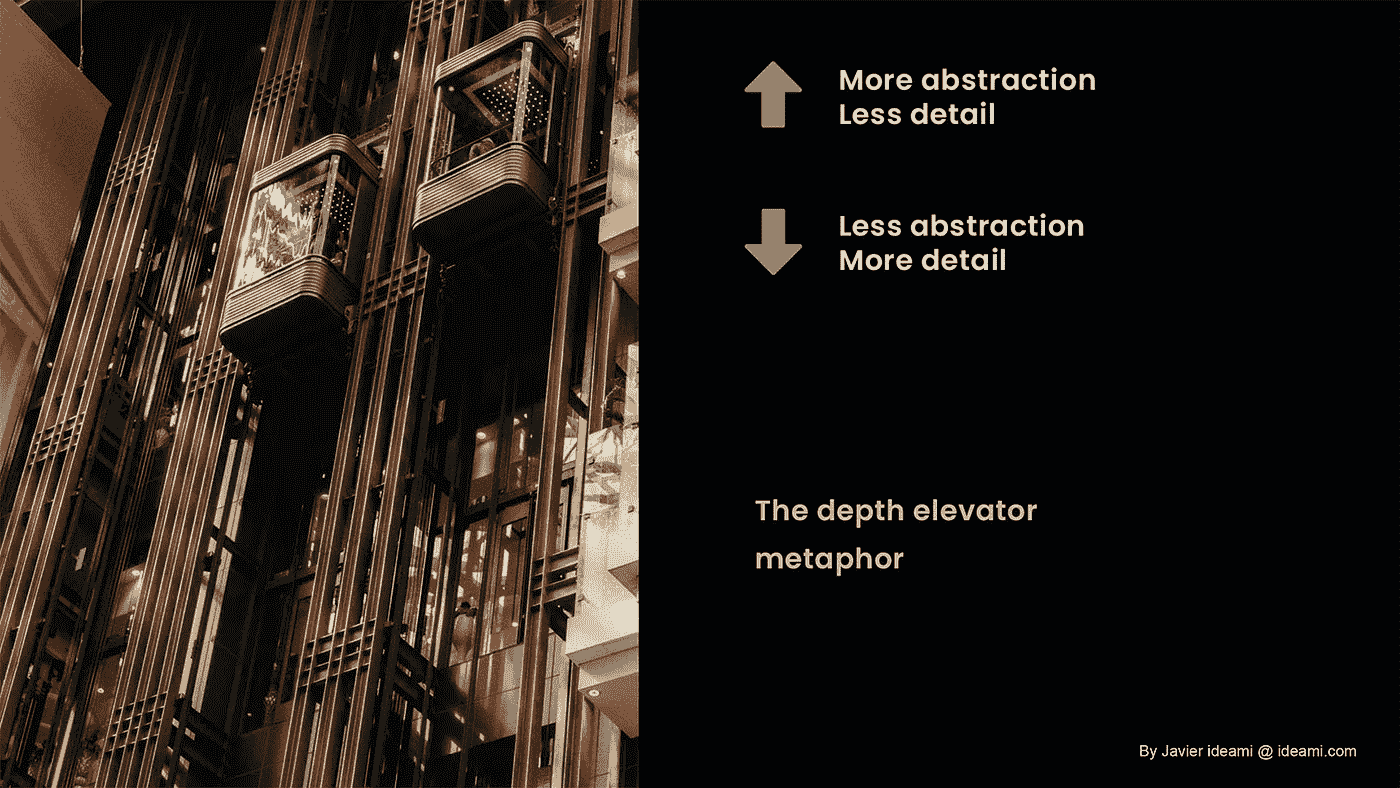 More abstraction
Less detail
Less abstraction
More detail
The depth elevator
metaphor
By Javier ideami @ ideami.com